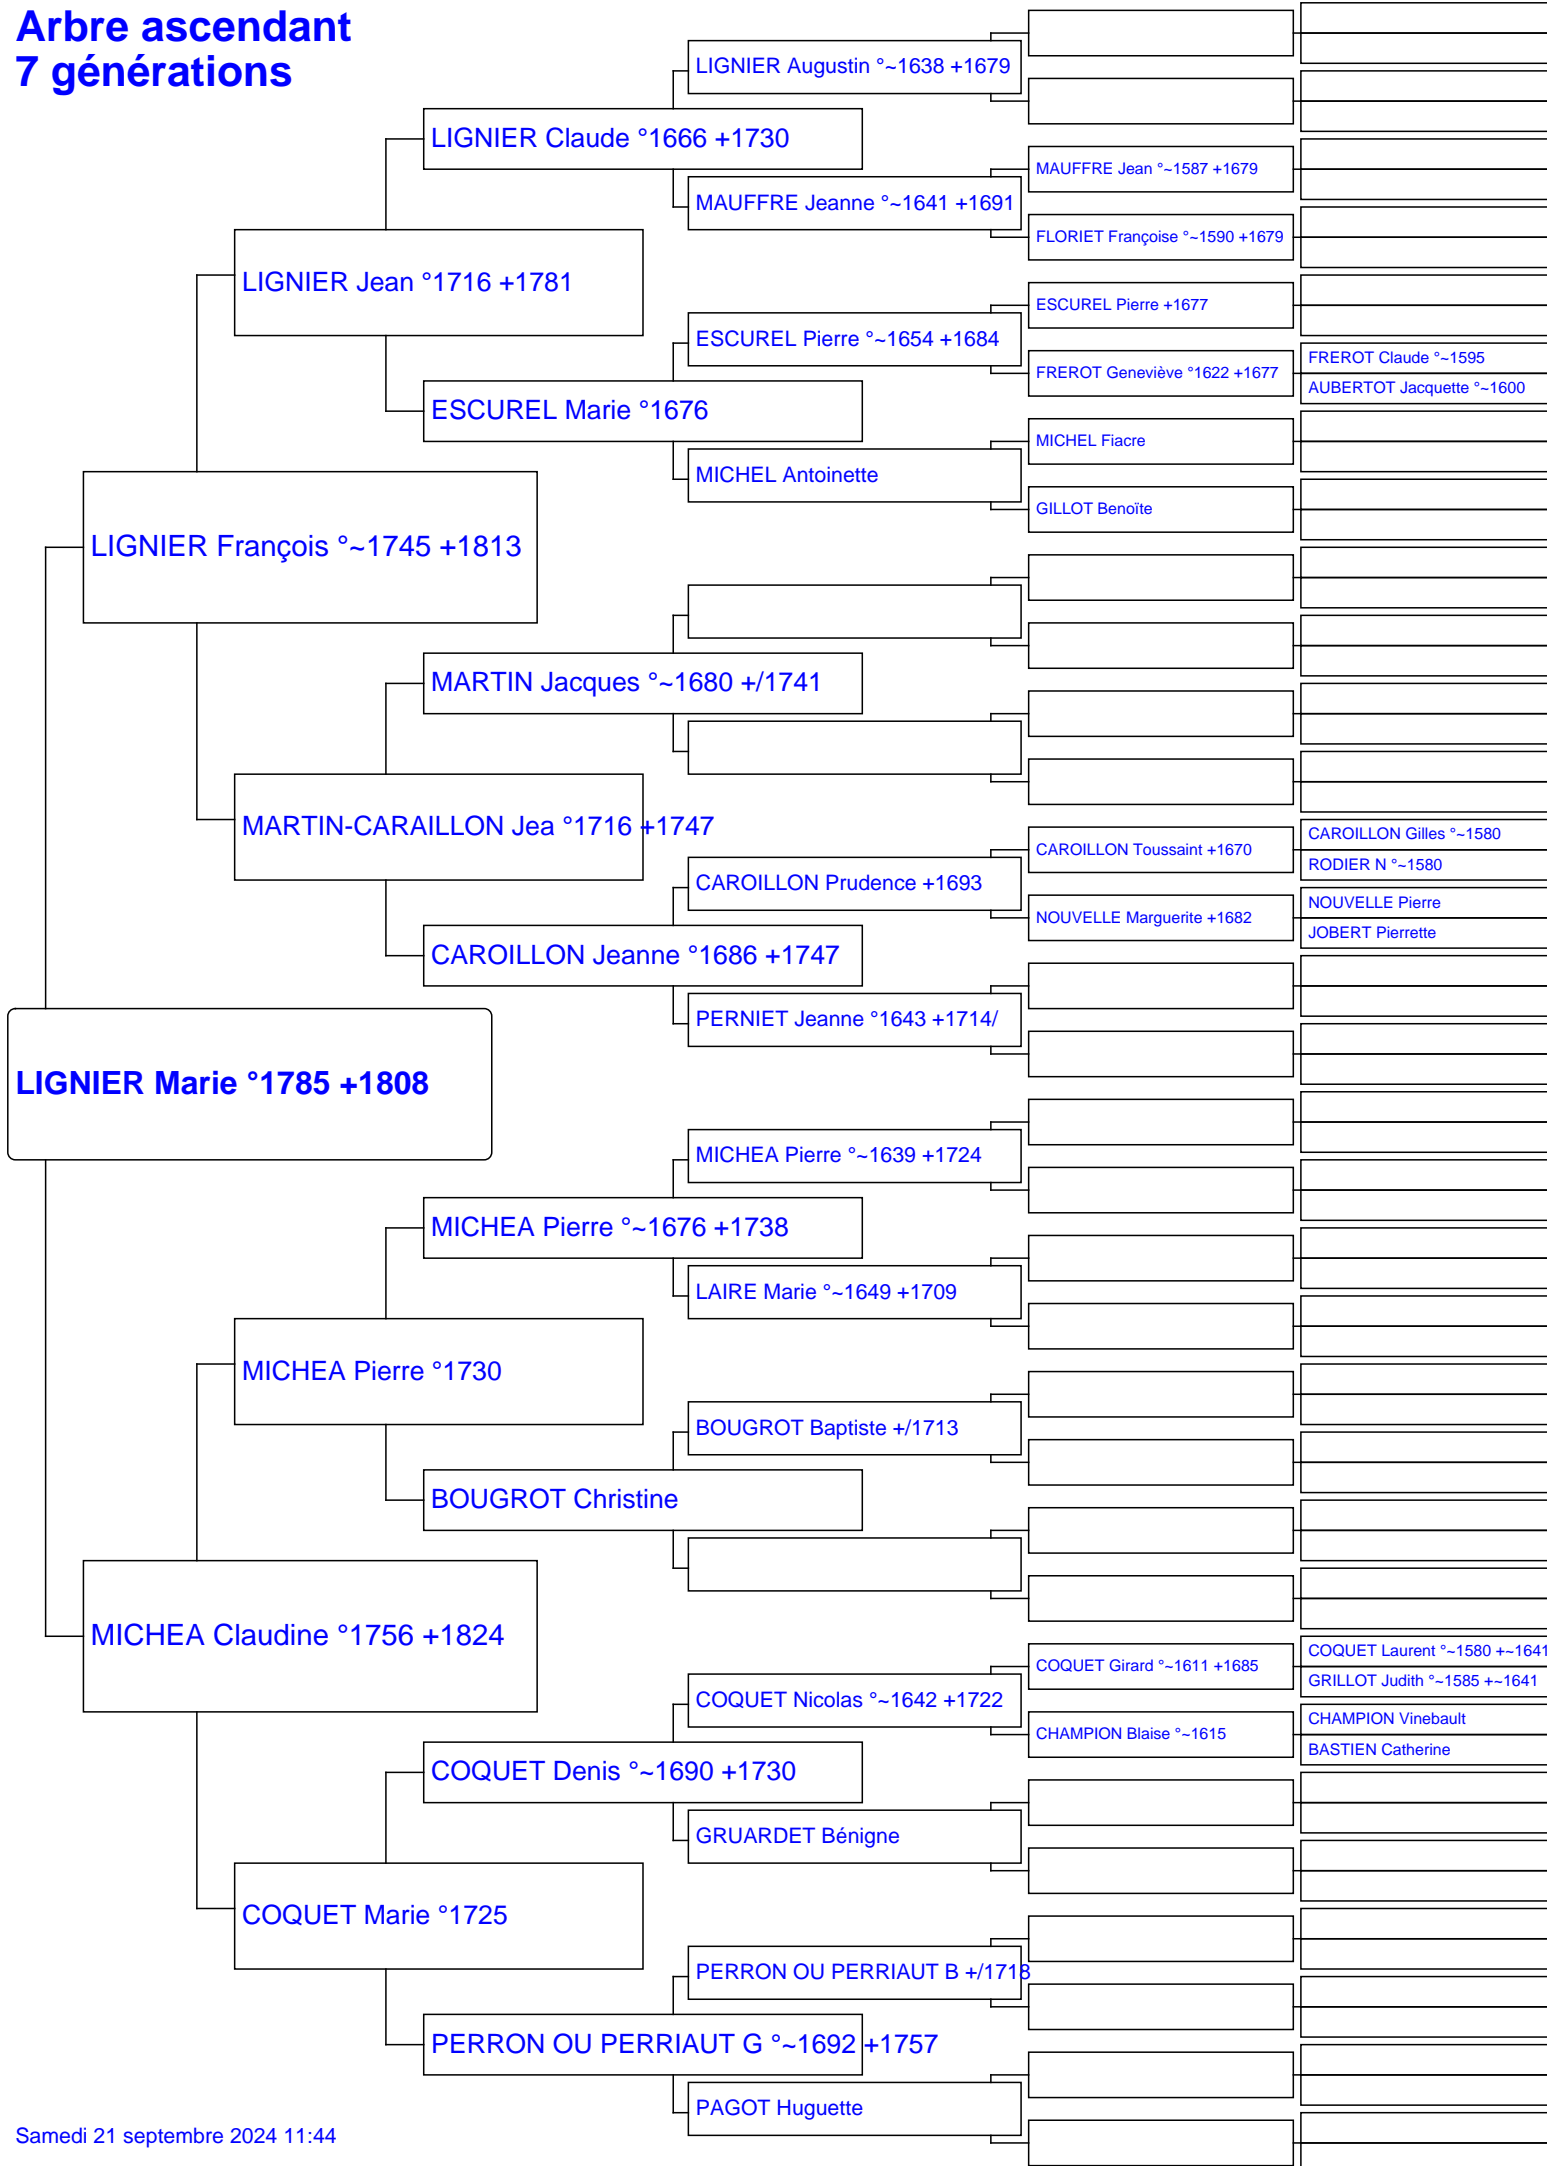 Arbre ascendant
7 générations
LIGNIER Marie °1785 +1808
LIGNIER François °~1745 +1813
MICHEA Claudine °1756 +1824
LIGNIER Jean °1716 +1781
MARTIN-CARAILLON Jea °1716 +1747
MICHEA Pierre °1730
COQUET Marie °1725
LIGNIER Claude °1666 +1730
ESCUREL Marie °1676
MARTIN Jacques °~1680 +/1741
CAROILLON Jeanne °1686 +1747
MICHEA Pierre °~1676 +1738
BOUGROT Christine
COQUET Denis °~1690 +1730
PERRON OU PERRIAUT G °~1692 +1757
LIGNIER Augustin °~1638 +1679
MAUFFRE Jeanne °~1641 +1691
ESCUREL Pierre °~1654 +1684
MICHEL Antoinette
CAROILLON Prudence +1693
PERNIET Jeanne °1643 +1714/
MICHEA Pierre °~1639 +1724
LAIRE Marie °~1649 +1709
BOUGROT Baptiste +/1713
COQUET Nicolas °~1642 +1722
GRUARDET Bénigne
PERRON OU PERRIAUT B +/1718
PAGOT Huguette
MAUFFRE Jean °~1587 +1679
FLORIET Françoise °~1590 +1679
ESCUREL Pierre +1677
FREROT Geneviève °1622 +1677
MICHEL Fiacre
GILLOT Benoïte
CAROILLON Toussaint +1670
NOUVELLE Marguerite +1682
COQUET Girard °~1611 +1685
CHAMPION Blaise °~1615
FREROT Claude °~1595
AUBERTOT Jacquette °~1600
CAROILLON Gilles °~1580
RODIER N °~1580
NOUVELLE Pierre
JOBERT Pierrette
COQUET Laurent °~1580 +~1641
GRILLOT Judith °~1585 +~1641
CHAMPION Vinebault
BASTIEN Catherine
Samedi 21 septembre 2024 11:44